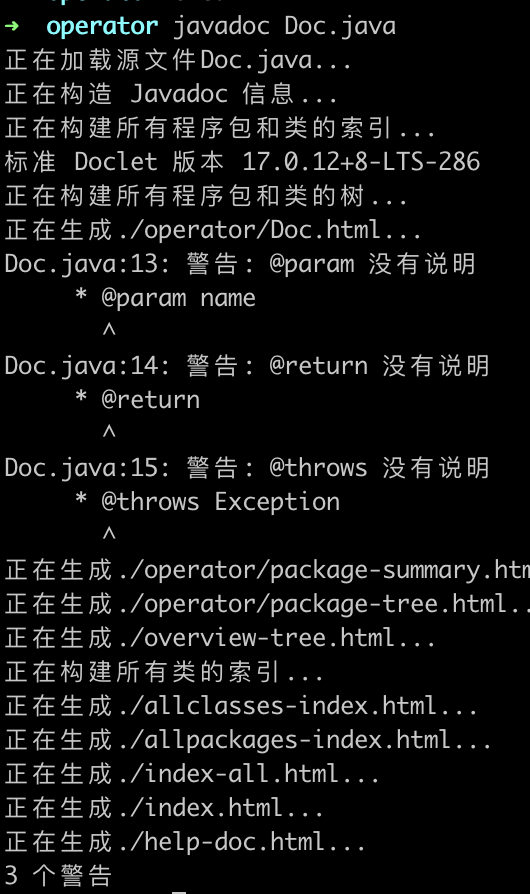 ➜ operator javadoc Doc.java
正在加载源文件Doc.java...
正在构造 Javadoc 信息...
正在构建所有程序包和类的索引...
标准 Doclet 版本 17.0.12+8-LTS-286
正在构建所有程序包和类的树...
正在生成./operator/Doc.html...
Doc.java:13: 警告: @param 没有说明
     * @param name
       ^
Doc.java:14: 警告: @return 没有说明
     * @return
       ^
Doc.java:15: 警告: @throws 没有说明
     * @throws Exception
       ^
正在生成./operator/package-summary.htm
正在生成./operator/package-tree.html..
正在生成./overview-tree.html...
正在构建所有类的索引...
正在生成./allclasses-index.html...
正在生成./allpackages-index.html...
正在生成./index-all.html...
正在生成./index.html...
正在生成./help-doc.html...
3 个警告